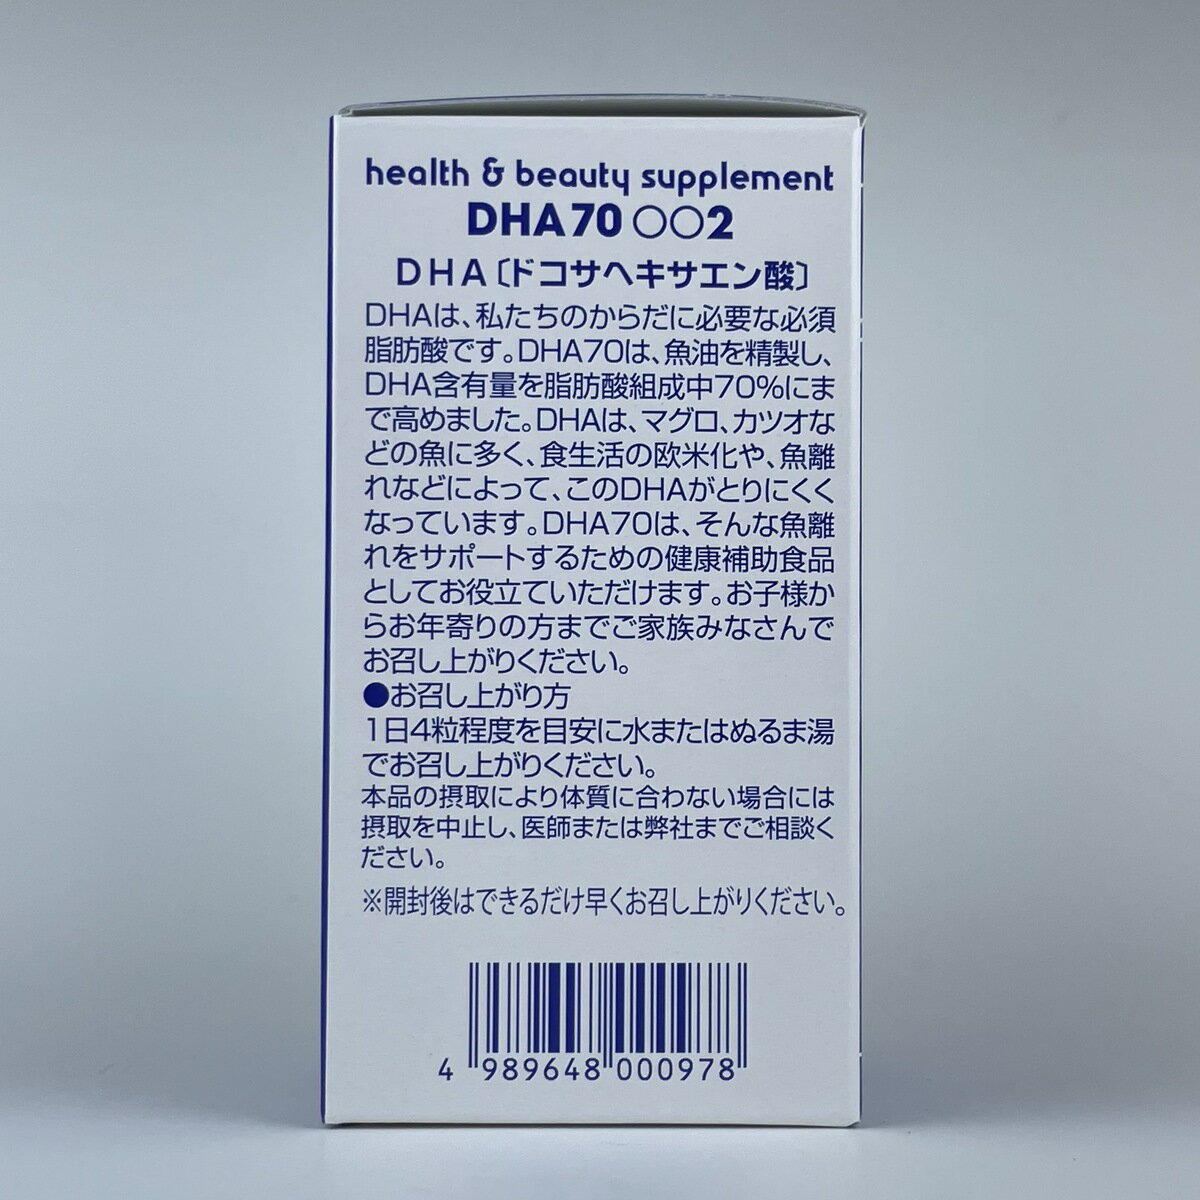 health & beauty supplement
DHA70 ○○2
DHA〔ドコサヘキサエン酸〕
DHAは、私たちのからだに必要な必須
脂肪酸です。DHA70は、魚油を精製し、
DHA含有量を脂肪酸組成中70%にま
で高めました。DHAは、マグロ、カツオな
どの魚に多く、食生活の欧米化や、魚離
れなどによって、このDHAがとりにくく
なっています。DHA70は、そんな魚離
れをサポートするための健康補助食品
としてお役立ていただけます。お子様か
らお年寄りの方までご家族みなさんで
お召し上がりください。
●お召し上がり方
1日4粒程度を目安に水またはぬるま湯
でお召し上がりください。
本品の摂取により体質に合わない場合には
摂取を中止し、医師または弊社までご相談く
ださい。
※開封後はできるだけ早くお召し上がりください。
4 989648 000978